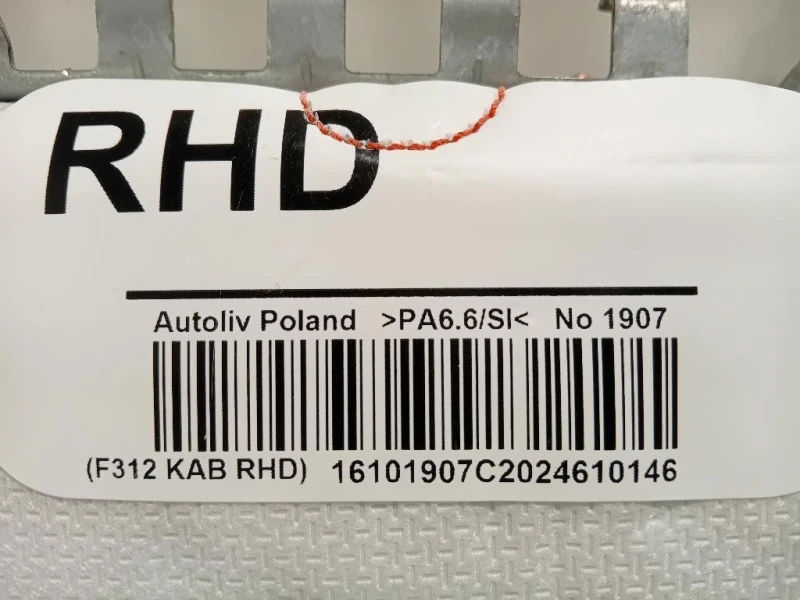 RHD
Autoliv Poland >PA6.6/SI< No 1907
(F312 KAB RHD) 16101907C2024610146